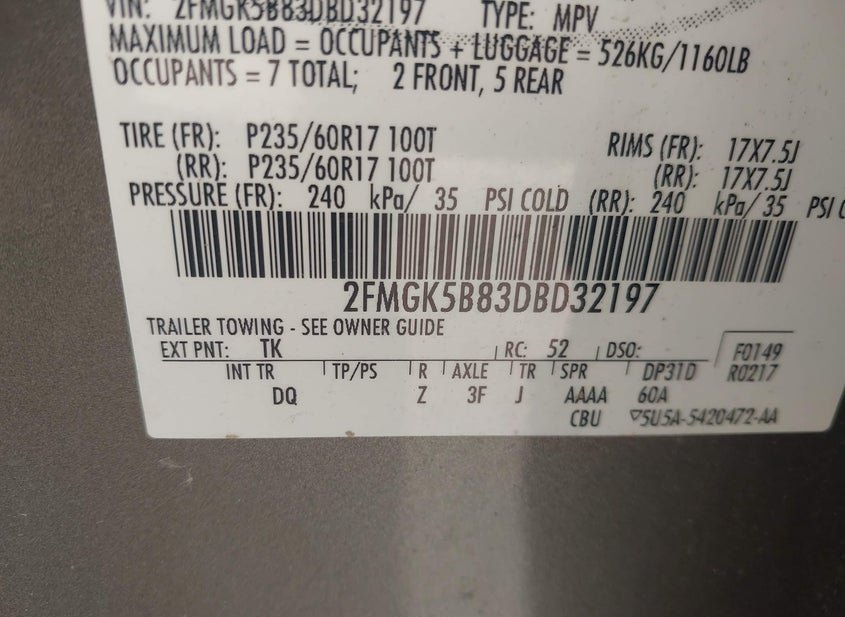 VIN: 2FMGK5B83DBD32197 TYPE: MPV
MAXIMUM LOAD = OCCUPANTS + LUGGAGE = 526KG/1160LB
OCCUPANTS = 7 TOTAL; 2 FRONT, 5 REAR
TIRE (FR): P235/60R17 100T RIMS (FR): 17X7.5J
(RR): P235/60R17 100T (RR): 17X7.5J
PRESSURE (FR): 240 kPa/ 35 PSI COLD (RR): 240 kPa/ 35 PSI
2FMGK5B83DBD32197
TRAILER TOWING - SEE OWNER GUIDE
EXT PNT: TK RC: 52 DSO: F0149
INT TR TP/PS R AXLE TR SPR DP31D R0217
DQ Z 3F J AAAA 60A
CBU ▽5U5A-5420472-AA